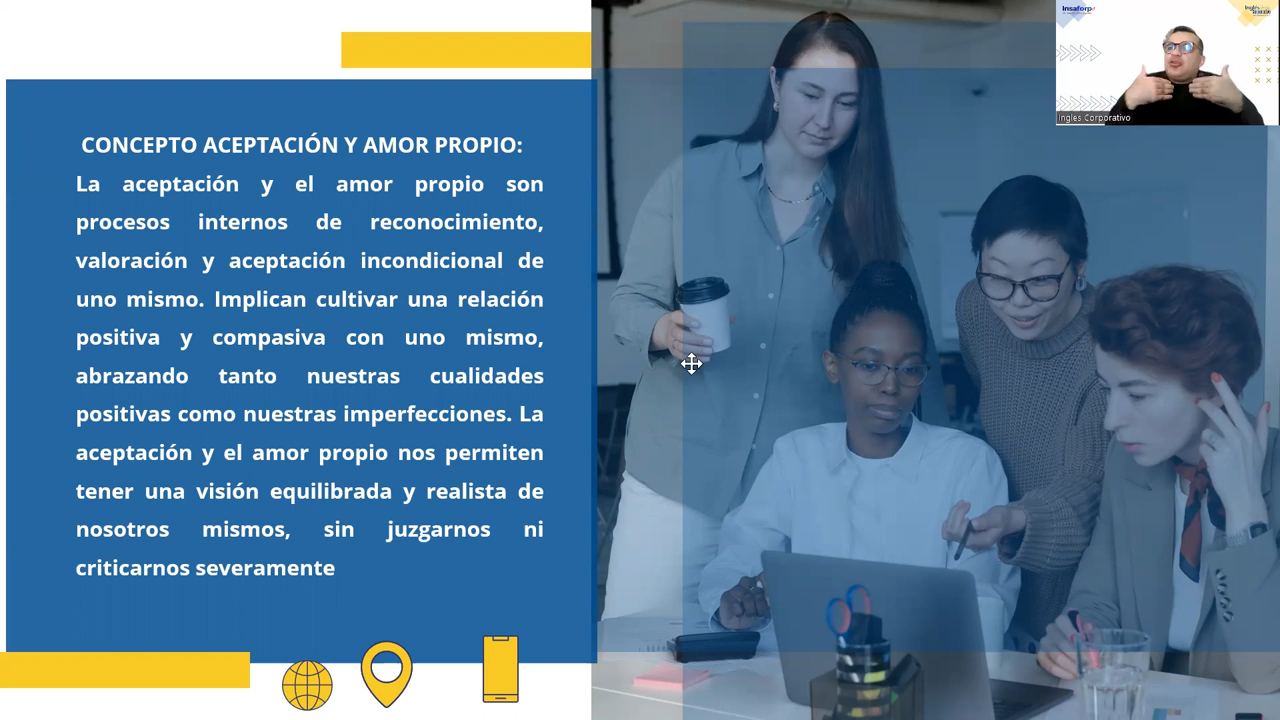 Insaforp
CONCEPTO ACEPTACIÓN Y AMOR PROPIO:
La aceptación y el amor propio son
procesos internos de reconocimiento,
valoración y aceptación incondicional de
uno mismo. Implican cultivar una relación
positiva y compasiva con uno mismo,
abrazando tanto nuestras cualidades
positivas como nuestras imperfecciones. La
aceptación y el amor propio nos permiten
tener una visión equilibrada y realista de
nosotros mismos, sin juzgarnos ni
criticarnos severamente
Ingles Corporativo